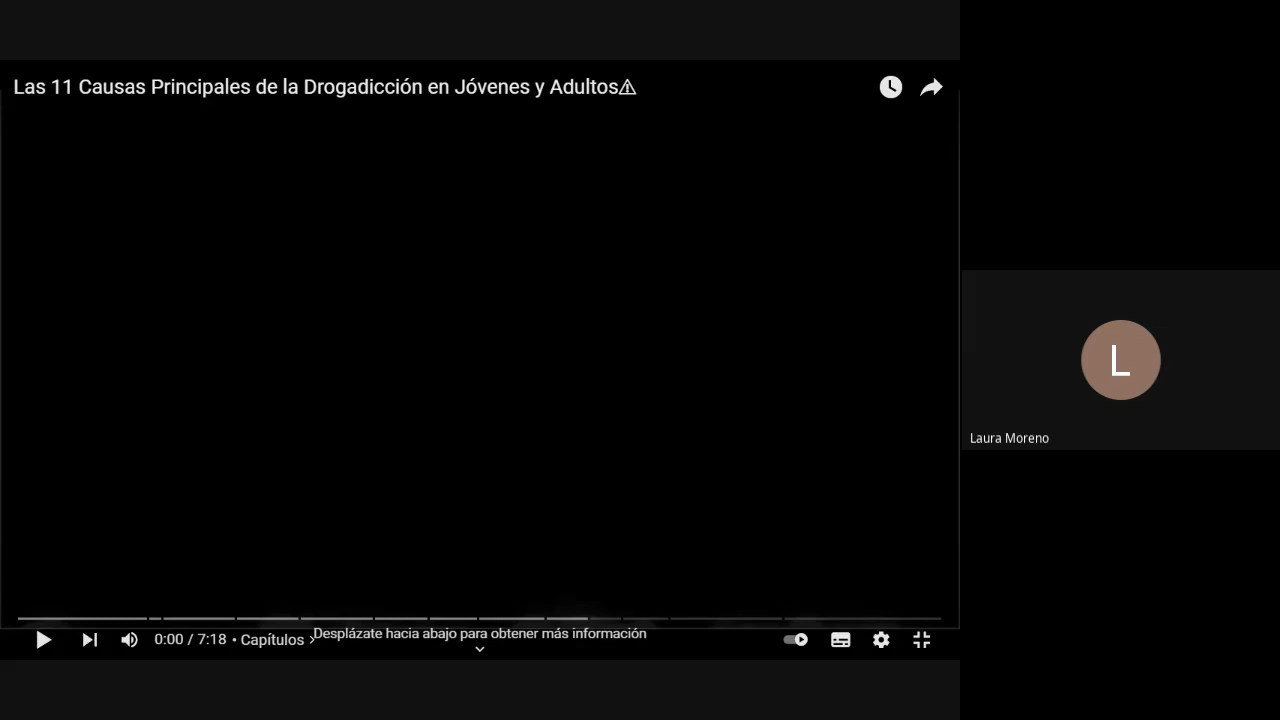 Las 11 Causas Principales de la Drogadicción en Jóvenes y Adultos⚠
L
Laura Moreno
0:00 / 7:18 • Capítulos ›
Desplázate hacia abajo para obtener más información